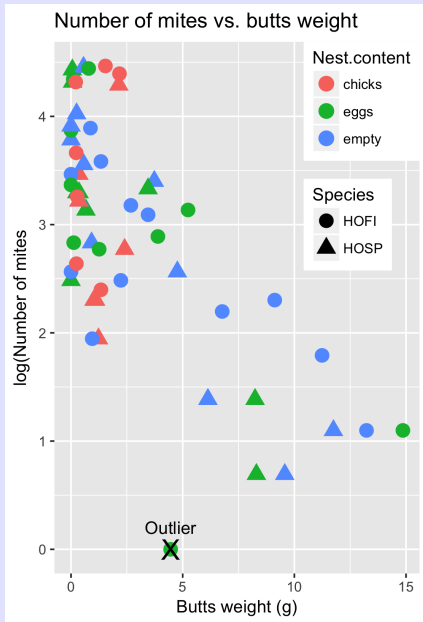 Number of mites vs. butts weight
Nest.content
chicks
eggs
empty
Species
HOFI
HOSP
log(Number of mites)
4
3
2
1
0
Outlier
X
0
5
10
15
Butts weight (g)